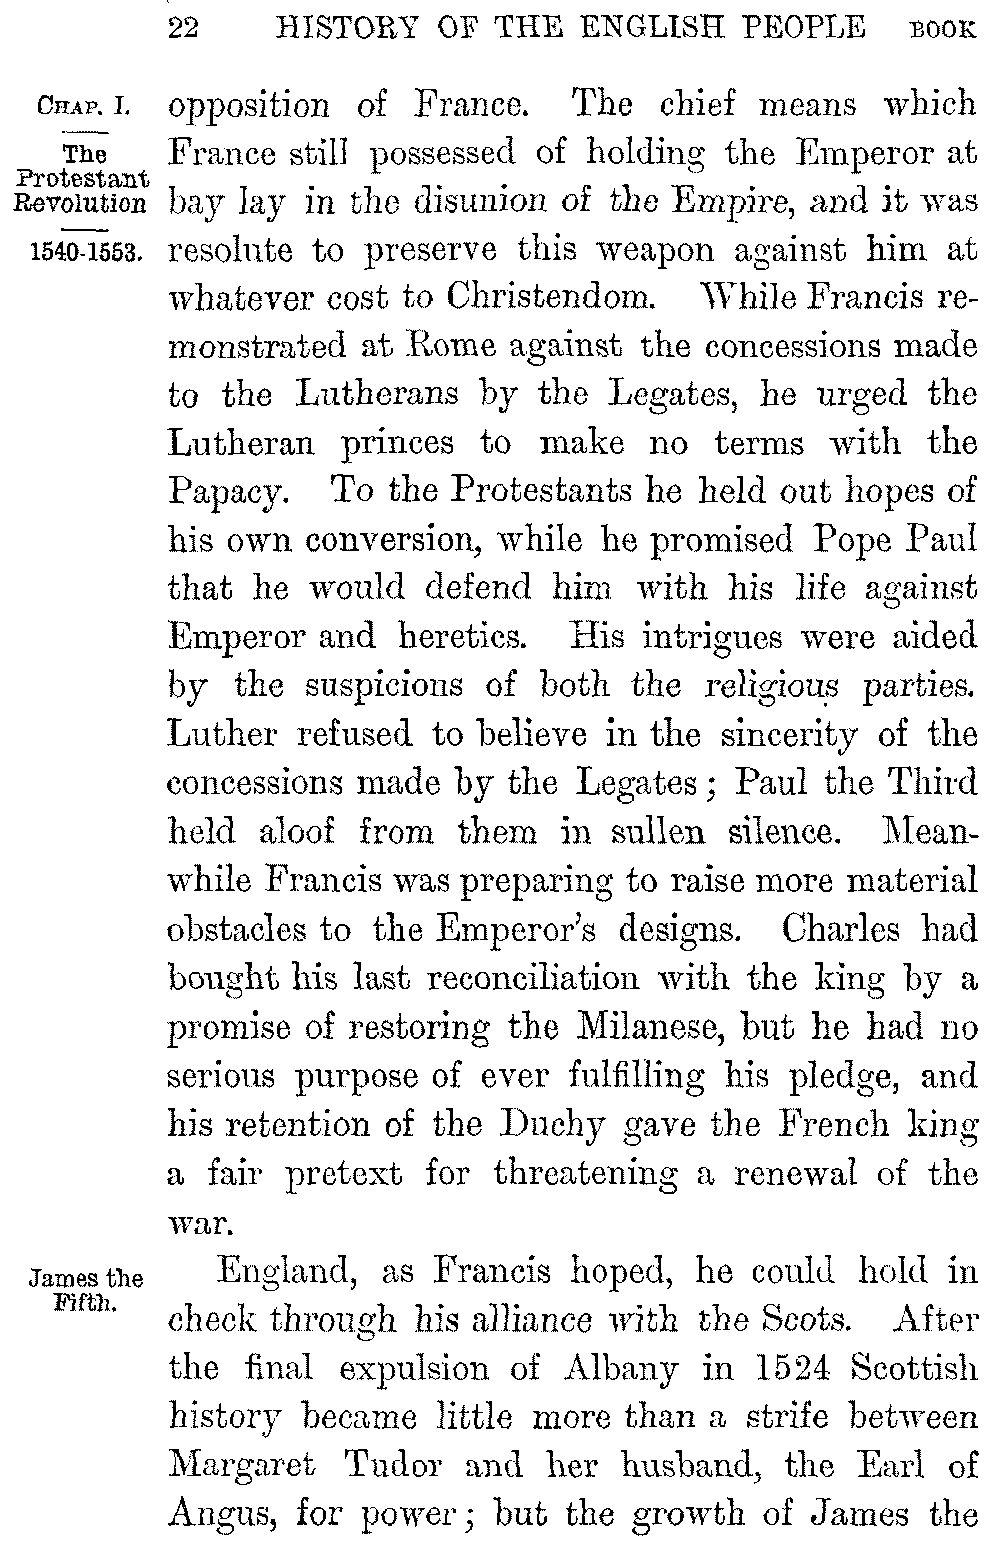 22 HISTORY OF THE ENGLISH PEOPLE BOOK
CHAP. I.
The
Protestant
Revolution
1540-1553.
opposition of France. The chief means which
France still possessed of holding the Emperor at
bay lay in the disunion of the Empire, and it was
resolute to preserve this weapon against him at
whatever cost to Christendom. While Francis re-
monstrated at Rome against the concessions made
to the Lutherans by the Legates, he urged the
Lutheran princes to make no terms with the
Papacy. To the Protestants he held out hopes of
his own conversion, while he promised Pope Paul
that he would defend him with his life against
Emperor and heretics. His intrigues were aided
by the suspicions of both the religious parties.
Luther refused to believe in the sincerity of the
concessions made by the Legates; Paul the Third
held aloof from them in sullen silence. Mean-
while Francis was preparing to raise more material
obstacles to the Emperor's designs. Charles had
bought his last reconciliation with the king by a
promise of restoring the Milanese, but he had no
serious purpose of ever fulfilling his pledge, and
his retention of the Duchy gave the French king
a fair pretext for threatening a renewal of the
war.
James the
Fifth.
England, as Francis hoped, he could hold in
check through his alliance with the Scots. After
the final expulsion of Albany in 1524 Scottish
history became little more than a strife between
Margaret Tudor and her husband, the Earl of
Angus, for power; but the growth of James the